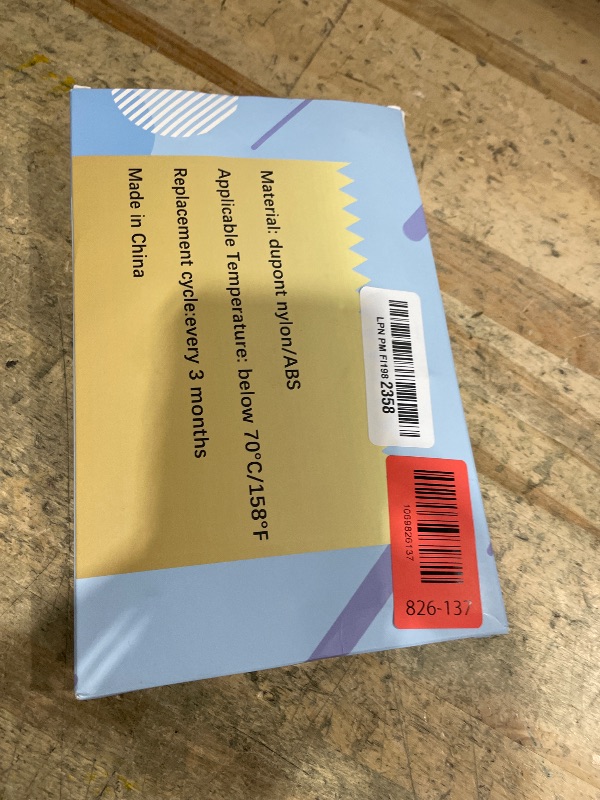 Material: dupont nylon/ABS
Applicable Temperature: below 70°C/158°F
Replacement cycle:every 3 months
Made in China
LPN PM FI198 2358
1069826137
826-137